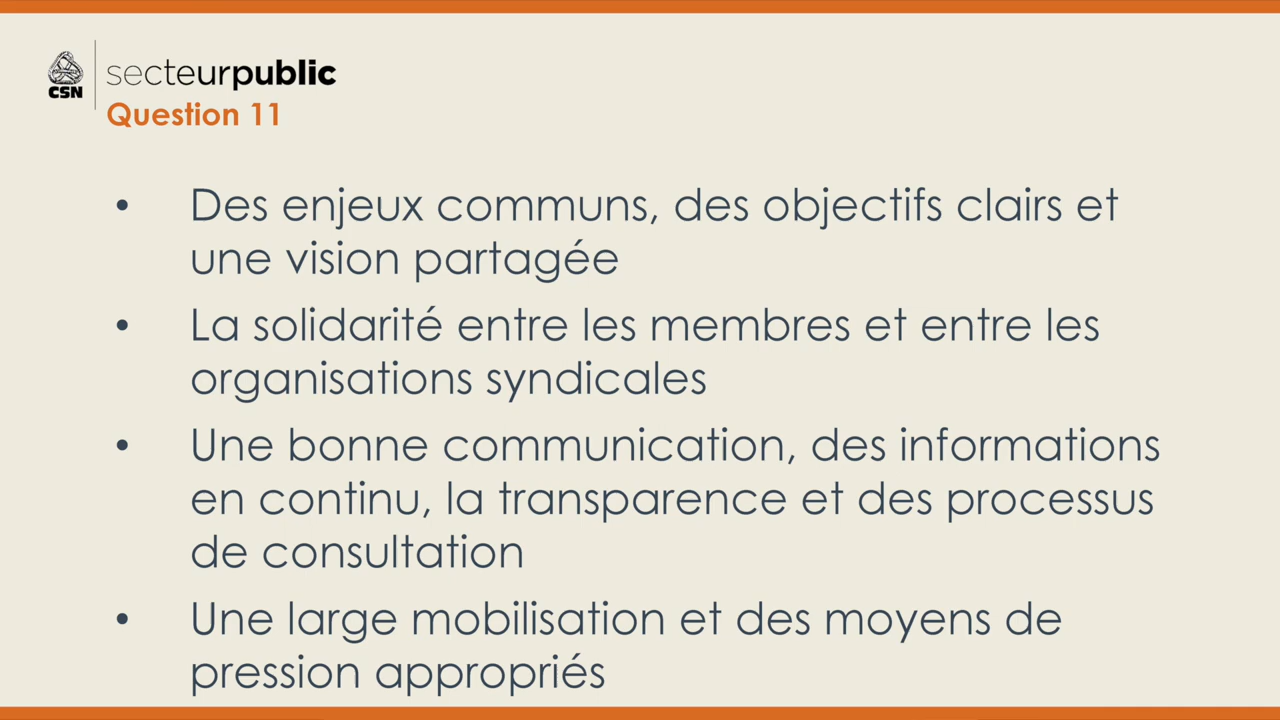 CSN
secteurpublic
Question 11
• Des enjeux communs, des objectifs clairs et
une vision partagée
• La solidarité entre les membres et entre les
organisations syndicales
• Une bonne communication, des informations
en continu, la transparence et des processus
de consultation
• Une large mobilisation et des moyens de
pression appropriés